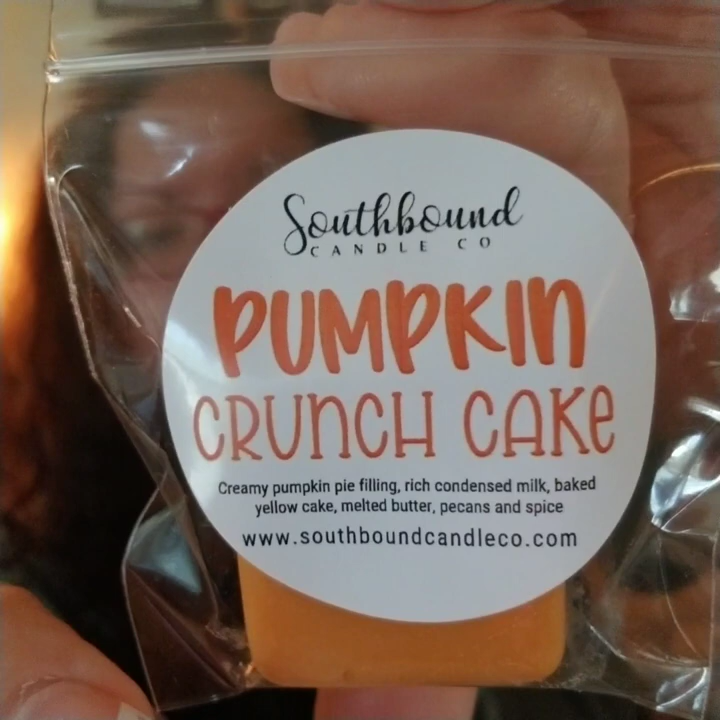 Southbound
CANDLE CO
PUMPKIN
CRUNCH CAKE
Creamy pumpkin pie filling, rich condensed milk, baked
yellow cake, melted butter, pecans and spice
www.southboundcandleco.com